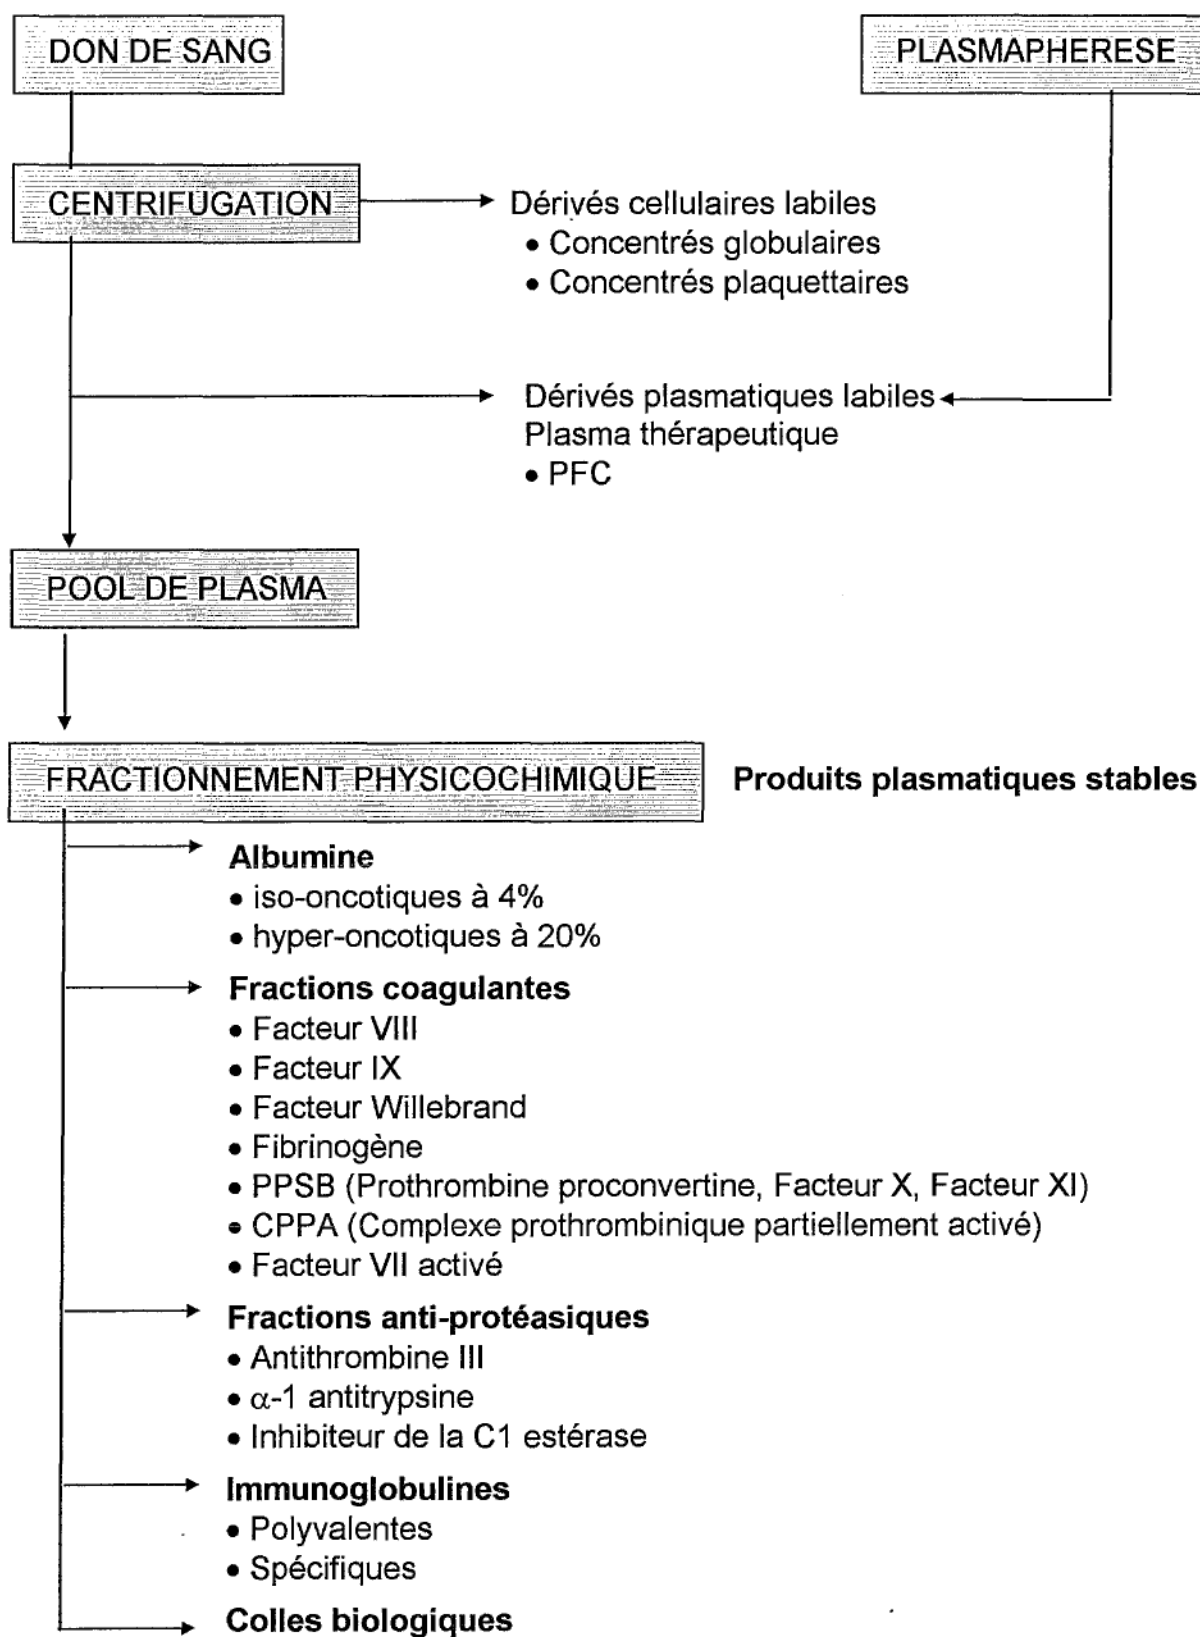 DON DE SANG
PLASMAPHERESE
CENTRIFUGATION
Dérivés cellulaires labiles
• Concentrés globulaires
• Concentrés plaquettaires
Dérivés plasmatiques labiles
Plasma thérapeutique
• PFC
POOL DE PLASMA
FRACTIONNEMENT PHYSICOCHIMIQUE
Produits plasmatiques stables
Albumine
• iso-oncotiques à 4%
• hyper-oncotiques à 20%
Fractions coagulantes
• Facteur VIII
• Facteur IX
• Facteur Willebrand
• Fibrinogène
• PPSB (Prothrombine proconvertine, Facteur X, Facteur XI)
• CPPA (Complexe prothrombinique partiellement activé)
• Facteur VII activé
Fractions anti-protéasiques
• Antithrombine III
• α-1 antitrypsine
• Inhibiteur de la C1 estérase
Immunoglobulines
• Polyvalentes
• Spécifiques
Colles biologiques